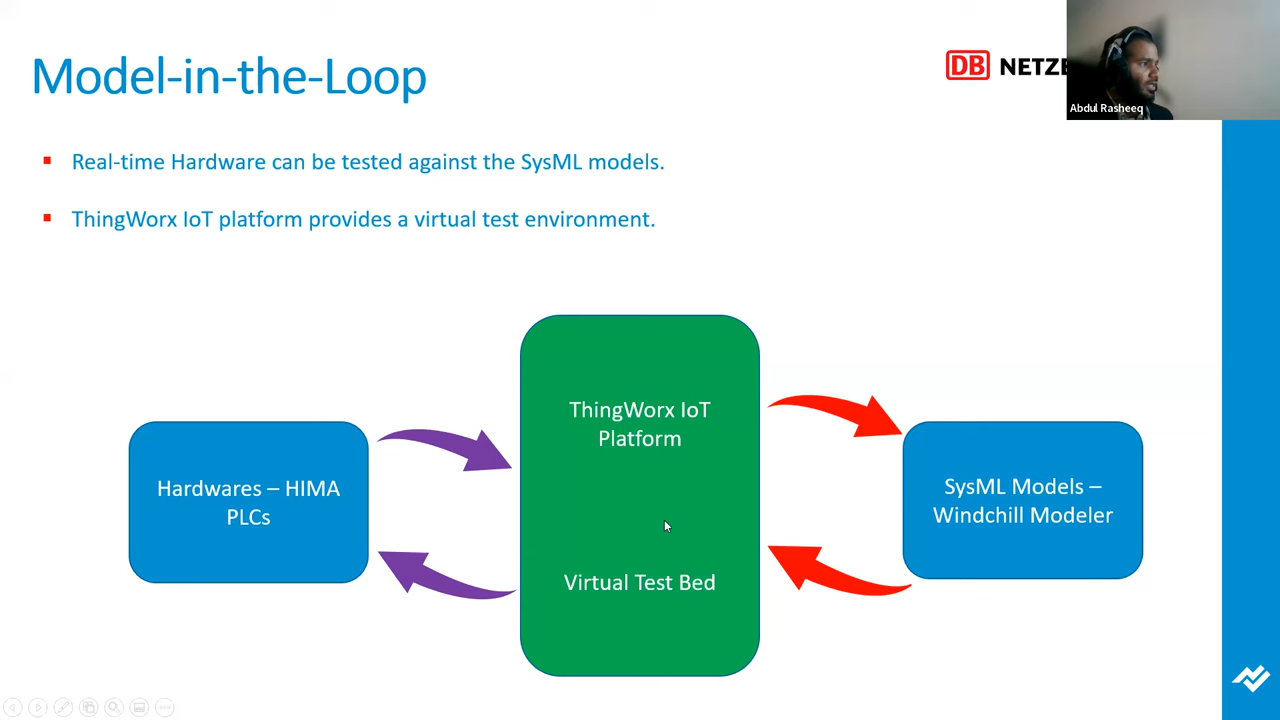 Model-in-the-Loop
DB NETZE
Abdul Rasheeq
Real-time Hardware can be tested against the SysML models.
ThingWorx IoT platform provides a virtual test environment.
Hardwares – HIMA
PLCs
ThingWorx IoT
Platform
Virtual Test Bed
SysML Models –
Windchill Modeler